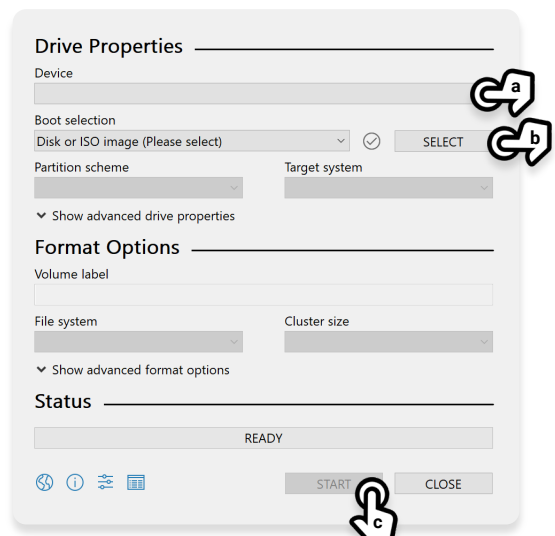 Drive Properties
Device
a
Boot selection
Disk or ISO image (Please select)
SELECT
b
Partition scheme
Target system
Show advanced drive properties
Format Options
Volume label
File system
Cluster size
Show advanced format options
Status
READY
START
CLOSE
c